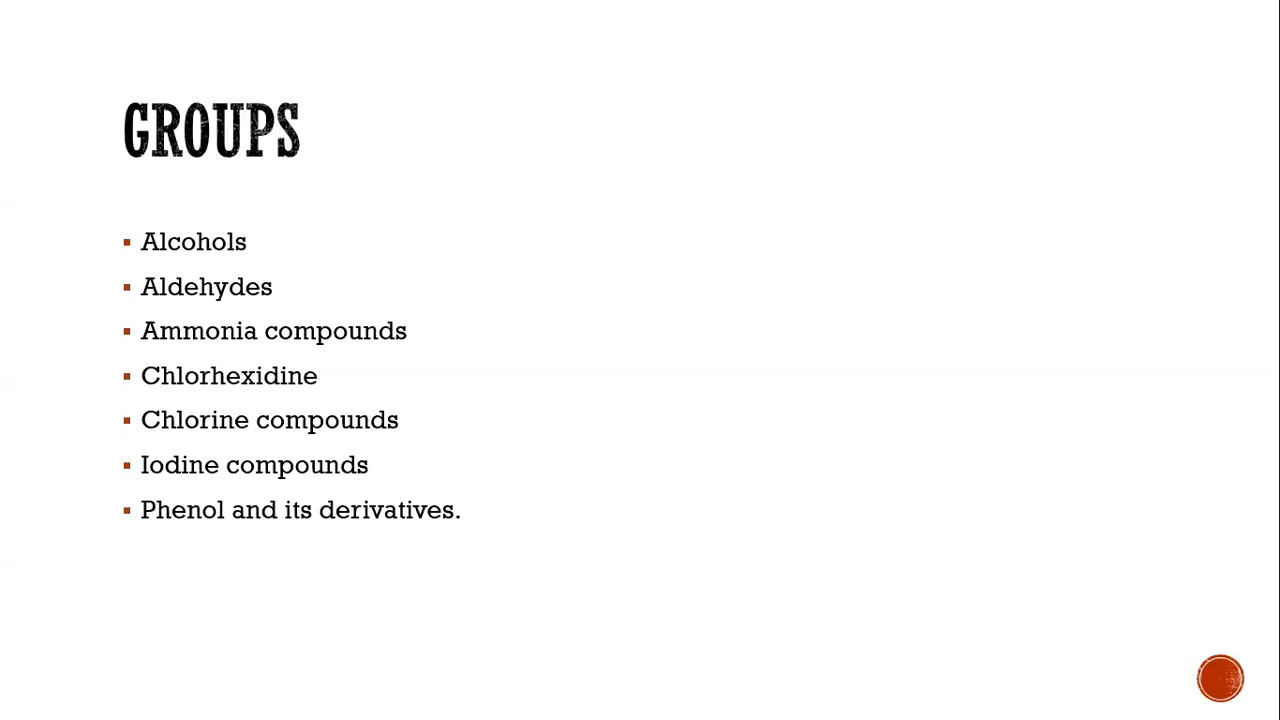 GROUPS
▪ Alcohols
▪ Aldehydes
▪ Ammonia compounds
▪ Chlorhexidine
▪ Chlorine compounds
▪ Iodine compounds
▪ Phenol and its derivatives.